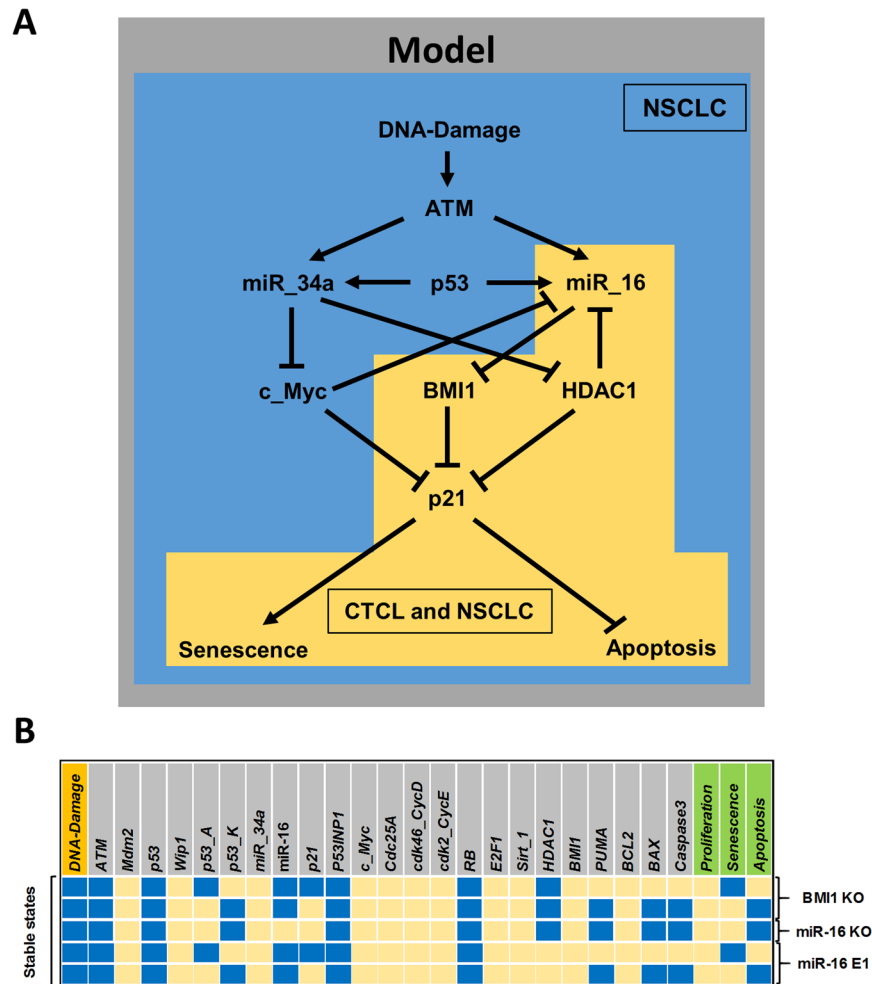 A
Model
NSCLC
DNA-Damage
ATM
miR_34a p53 miR_16
c_Myc BMI1 HDAC1
p21
CTCL and NSCLC
Senescence Apoptosis
B
DNA-Damage
ATM
Mdm2
p53
Wip1
p53_A
p53_K
miR_34a
miR-16
p21
P53INP1
c_Myc
Cdc25A
cdk46_CycD
cdk2_CycE
RB
E2F1
Sirt_1
HDAC1
BMI1
PUMA
BCL2
BAX
Caspase3
Proliferation
Senescence
Apoptosis
Stable states
BMI1 KO
miR-16 KO
miR-16 E1